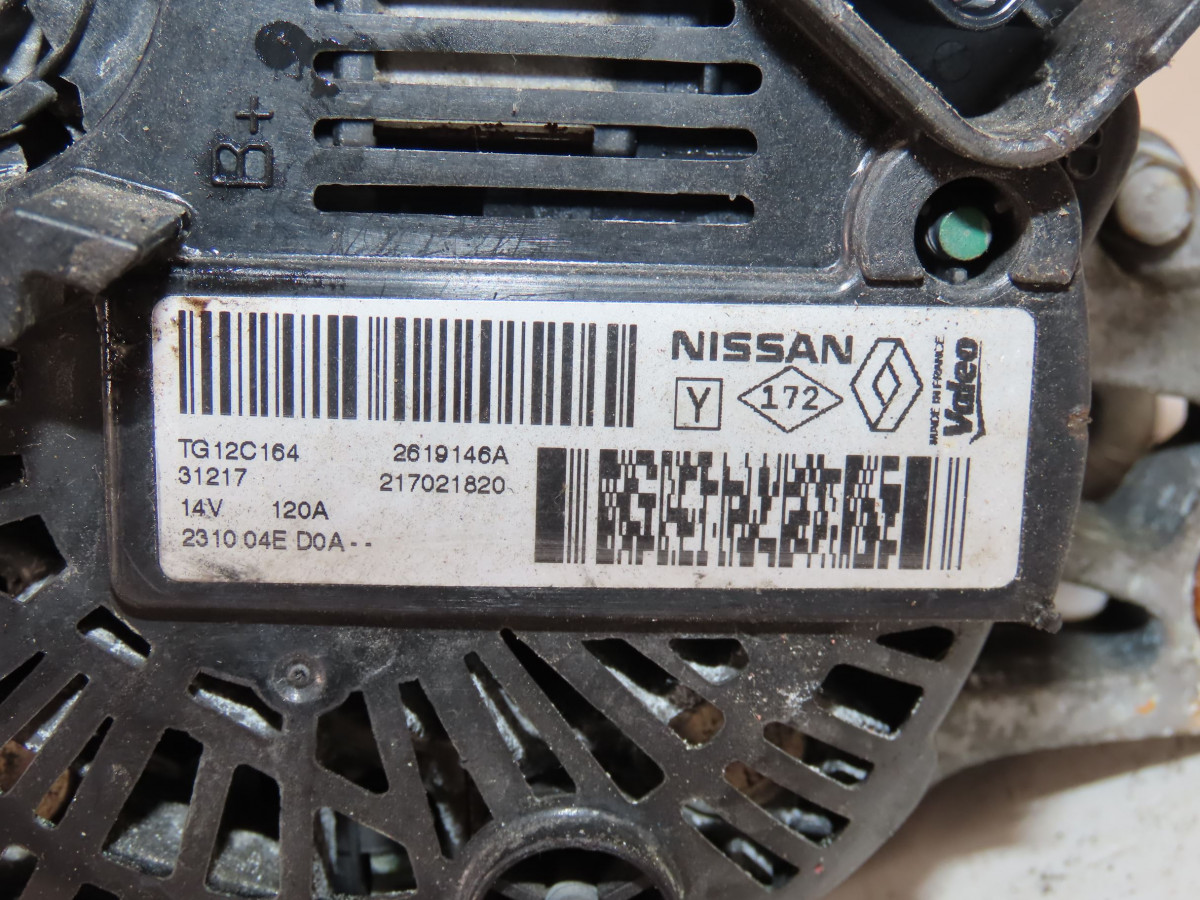 B+
NISSAN
Y
172
MADE IN FRANCE
Valeo
TG12C164 2619146A
31217 217021820
14V 120A
2310 04E D0A--